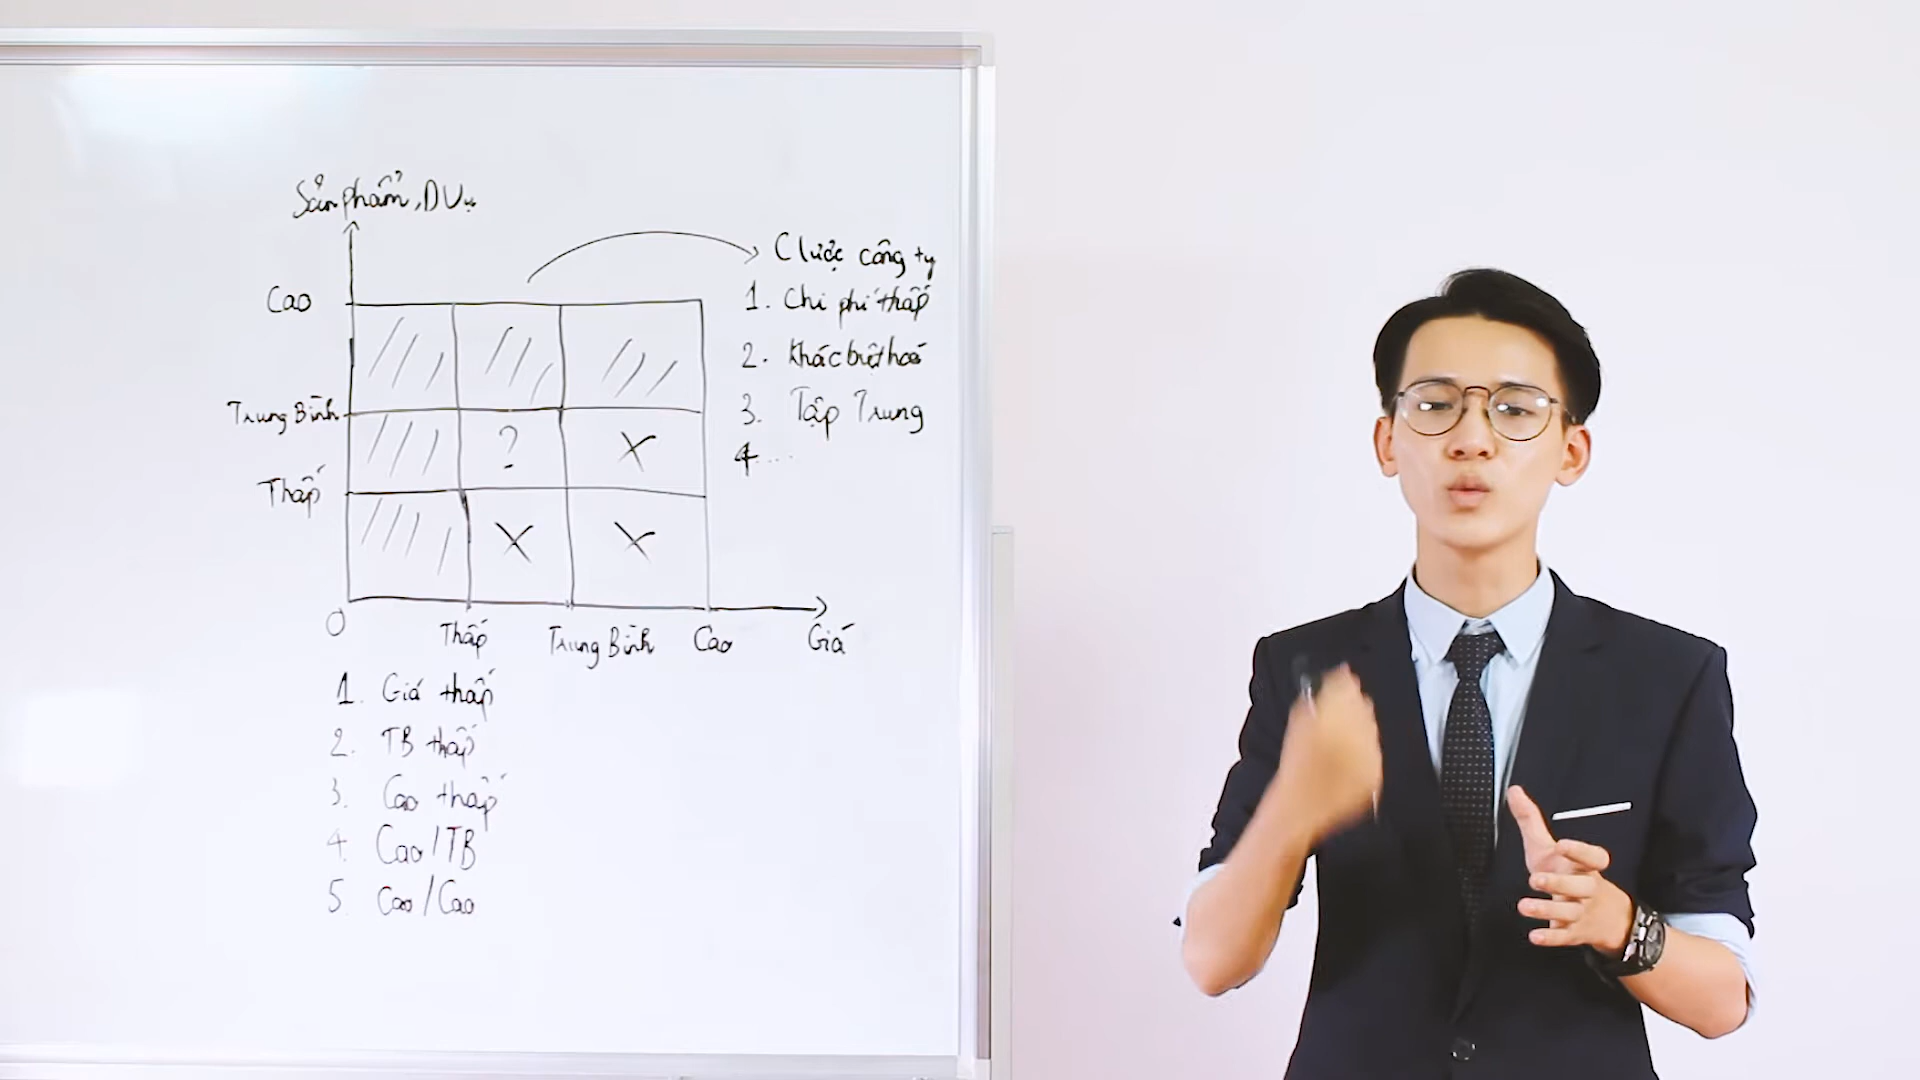 Sản phẩm, DVụ
Cao
Trung Bình
Thấp
?
X
X
X
O
Thấp
Trung Bình
Cao
Giá
C lược công ty
1. Chi phí thấp
2. Khác biệt hoá
3. Tập Trung
4....
1. Giá thấp
2. TB thấp
3. Cao thấp
4. Cao/TB
5. Cao/Cao